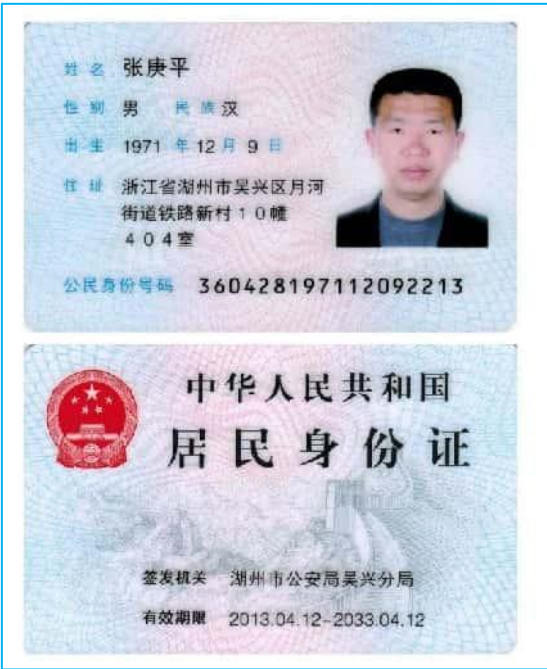 姓名 张庚平
性别 男 民族 汉
出生 1971 年 12 月 9 日
住址 浙江省湖州市吴兴区月河
街道铁路新村10幢
404室
公民身份号码 360428197112092213
中华人民共和国
居民身份证
签发机关 湖州市公安局吴兴分局
有效期限 2013.04.12-2033.04.12